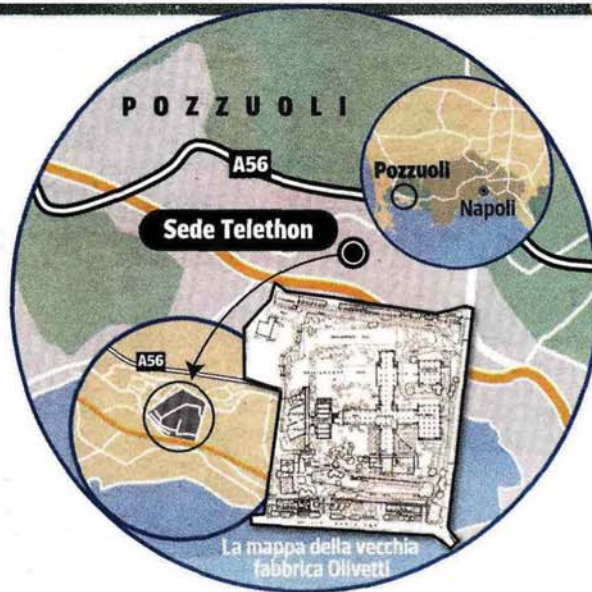 POZZUOLI
A56
Pozzuoli
Napoli
Sede Telethon
A56
La mappa della vecchia
fabbrica Olivetti